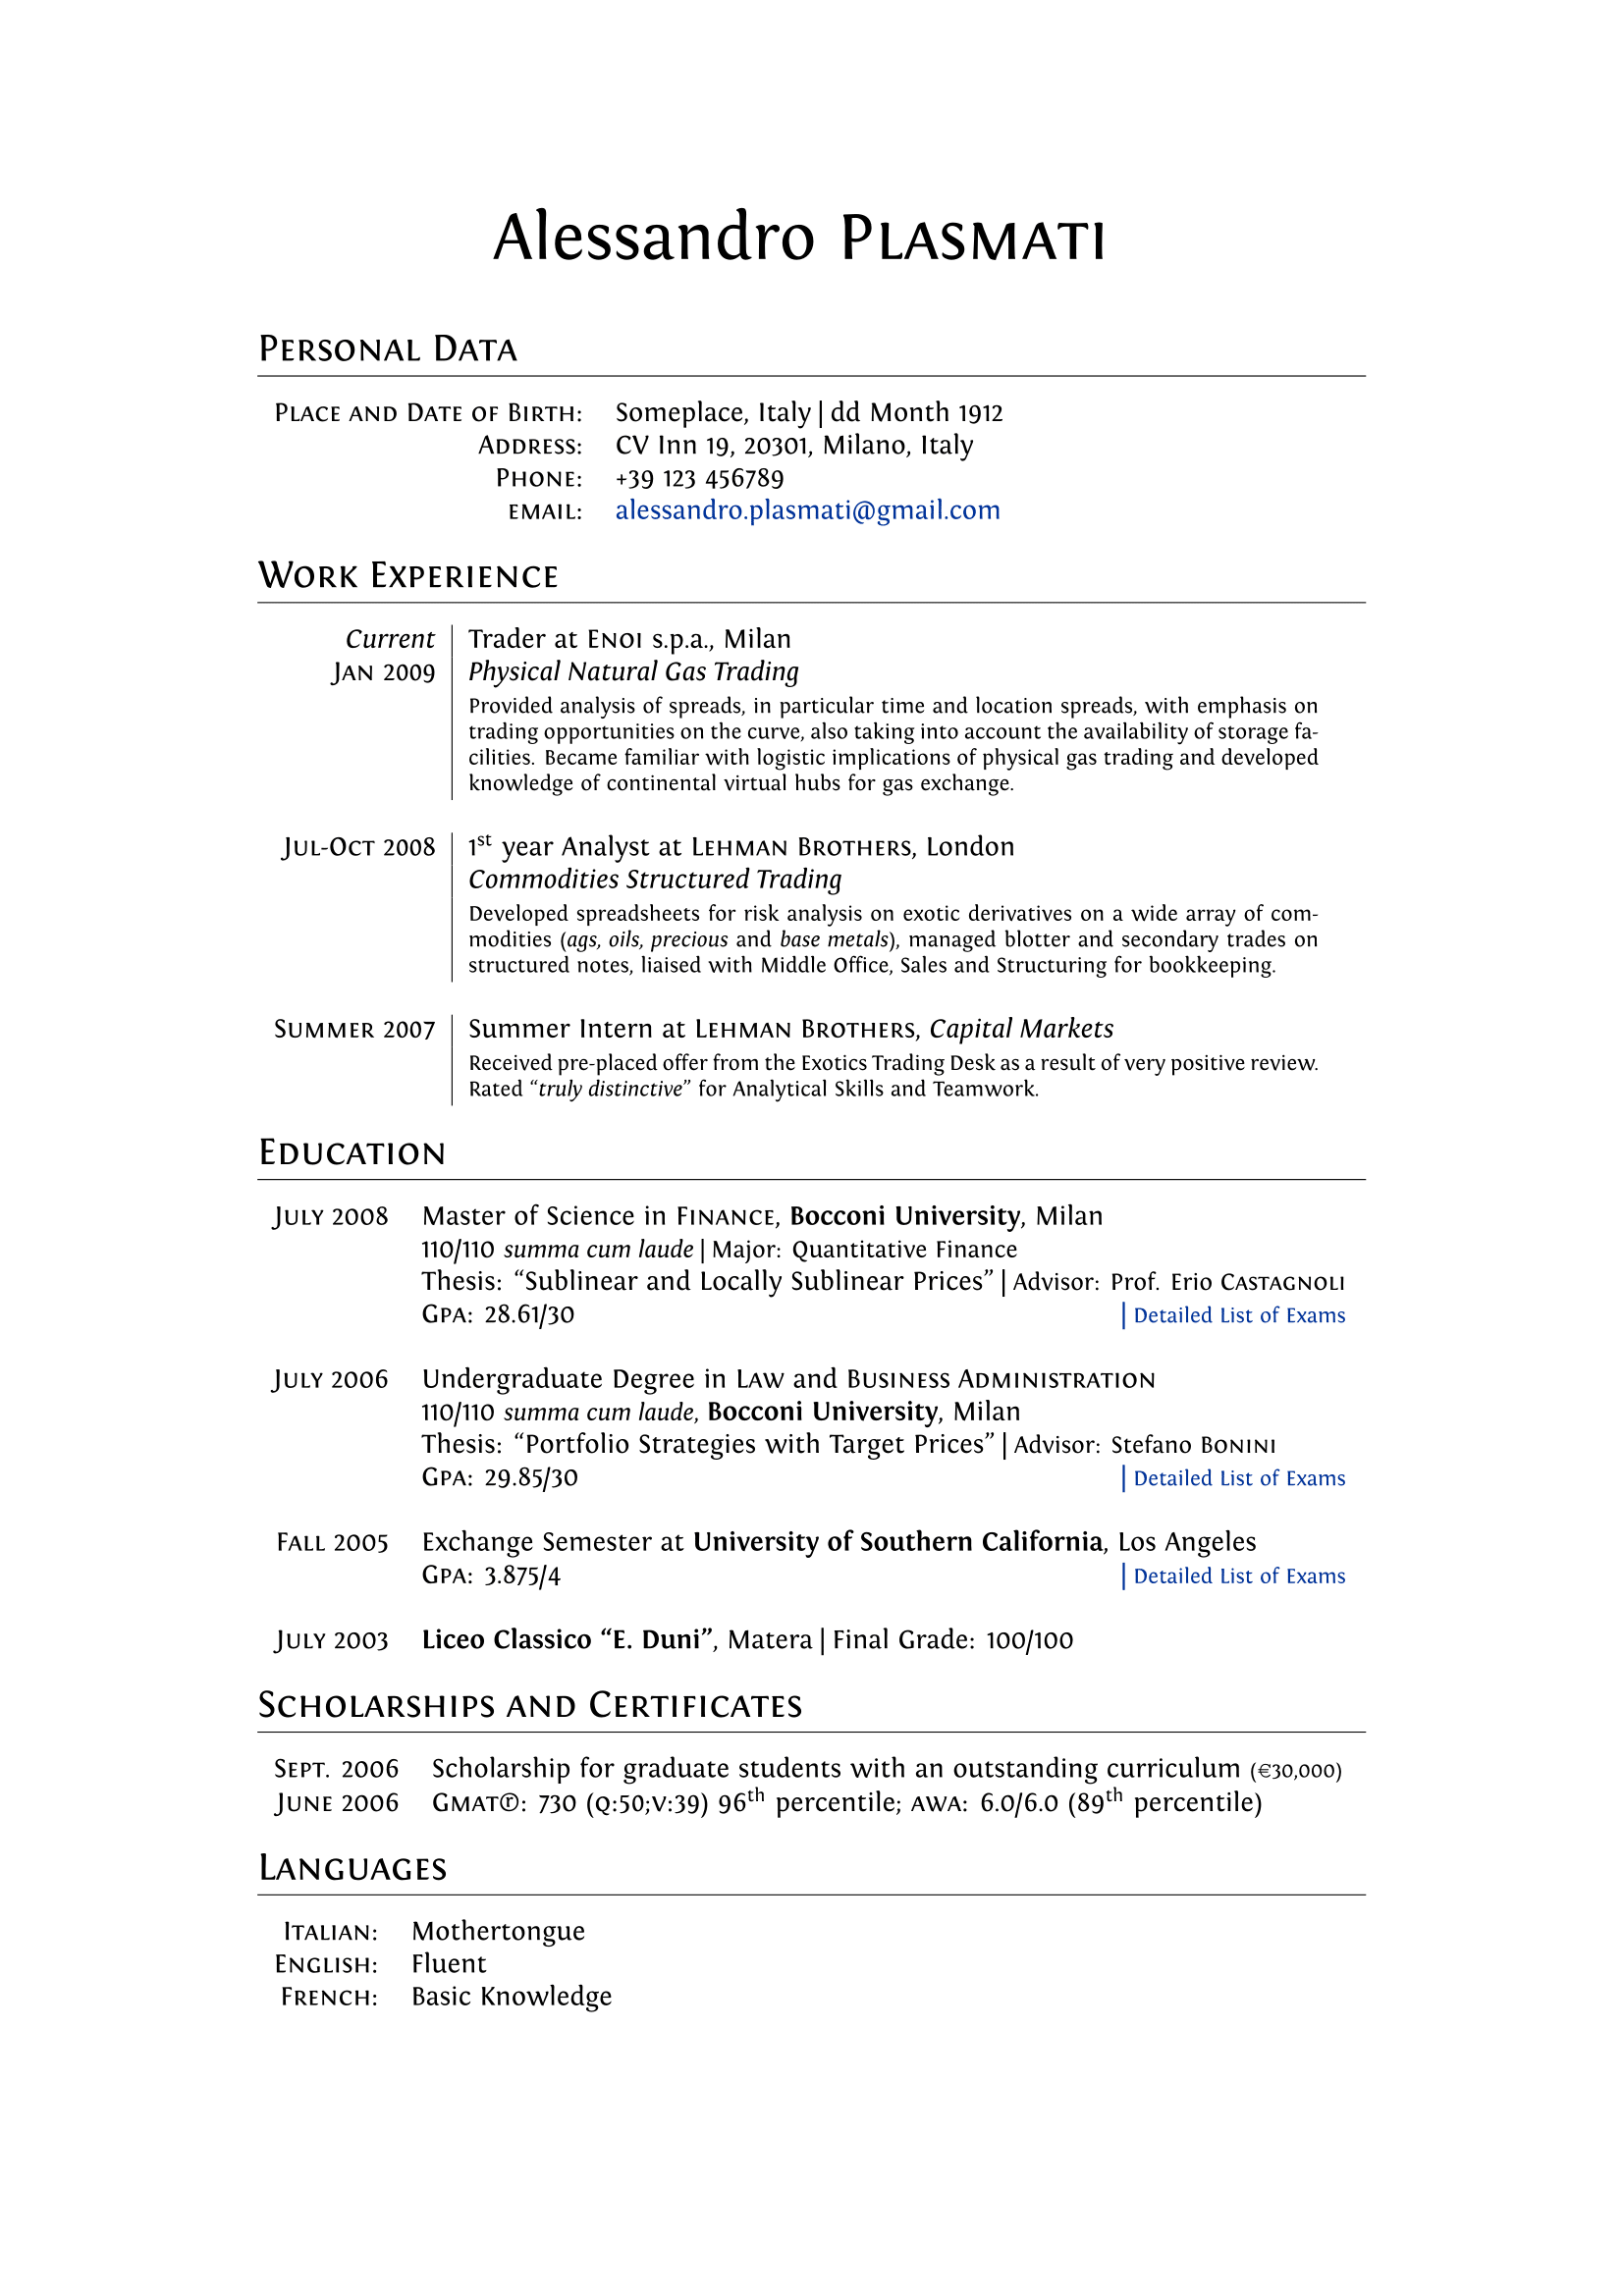 Alessandro Plasmati
Personal Data
Place and Date of Birth: Someplace, Italy | dd Month 1912
Address: CV Inn 19, 20301, Milano, Italy
Phone: +39 123 456789
email: alessandro.plasmati@gmail.com
Work Experience
Current Trader at Enoi s.p.a., Milan
Jan 2009 Physical Natural Gas Trading
Provided analysis of spreads, in particular time and location spreads, with emphasis on
trading opportunities on the curve, also taking into account the availability of storage fa-
cilities. Became familiar with logistic implications of physical gas trading and developed
knowledge of continental virtual hubs for gas exchange.
Jul-Oct 2008 1st year Analyst at Lehman Brothers, London
Commodities Structured Trading
Developed spreadsheets for risk analysis on exotic derivatives on a wide array of com-
modities (ags, oils, precious and base metals), managed blotter and secondary trades on
structured notes, liaised with Middle Office, Sales and Structuring for bookkeeping.
Summer 2007 Summer Intern at Lehman Brothers, Capital Markets
Received pre-placed offer from the Exotics Trading Desk as a result of very positive review.
Rated “truly distinctive” for Analytical Skills and Teamwork.
Education
July 2008 Master of Science in Finance, Bocconi University, Milan
110/110 summa cum laude | Major: Quantitative Finance
Thesis: “Sublinear and Locally Sublinear Prices” | Advisor: Prof. Erio Castagnoli
Gpa: 28.61/30 | Detailed List of Exams
July 2006 Undergraduate Degree in Law and Business Administration
110/110 summa cum laude, Bocconi University, Milan
Thesis: “Portfolio Strategies with Target Prices” | Advisor: Stefano Bonini
Gpa: 29.85/30 | Detailed List of Exams
Fall 2005 Exchange Semester at University of Southern California, Los Angeles
Gpa: 3.875/4 | Detailed List of Exams
July 2003 Liceo Classico “E. Duni”, Matera | Final Grade: 100/100
Scholarships and Certificates
Sept. 2006 Scholarship for graduate students with an outstanding curriculum (€30,000)
June 2006 Gmat®: 730 (q:50;v:39) 96th percentile; awa: 6.0/6.0 (89th percentile)
Languages
Italian: Mothertongue
English: Fluent
French: Basic Knowledge